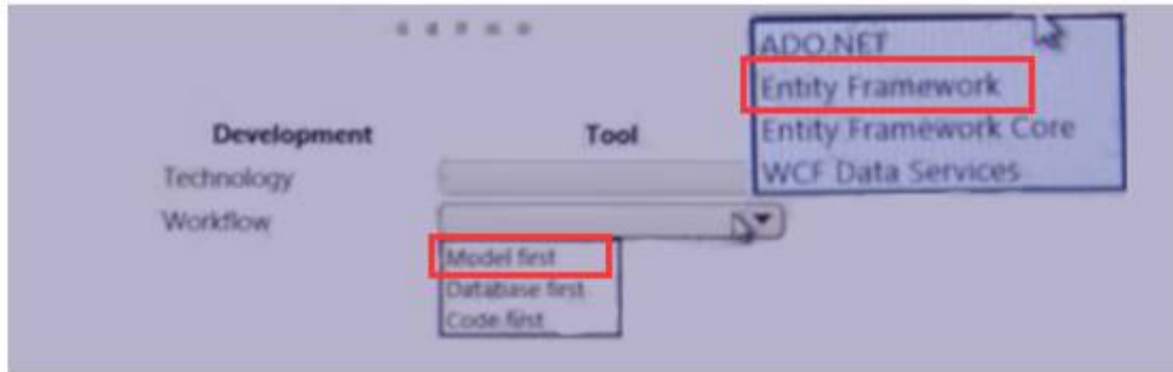 ADO.NET
Entity Framework
Entity Framework Core
WCF Data Services
Development Tool
Technology
Workflow
Model first
Database first
Code first